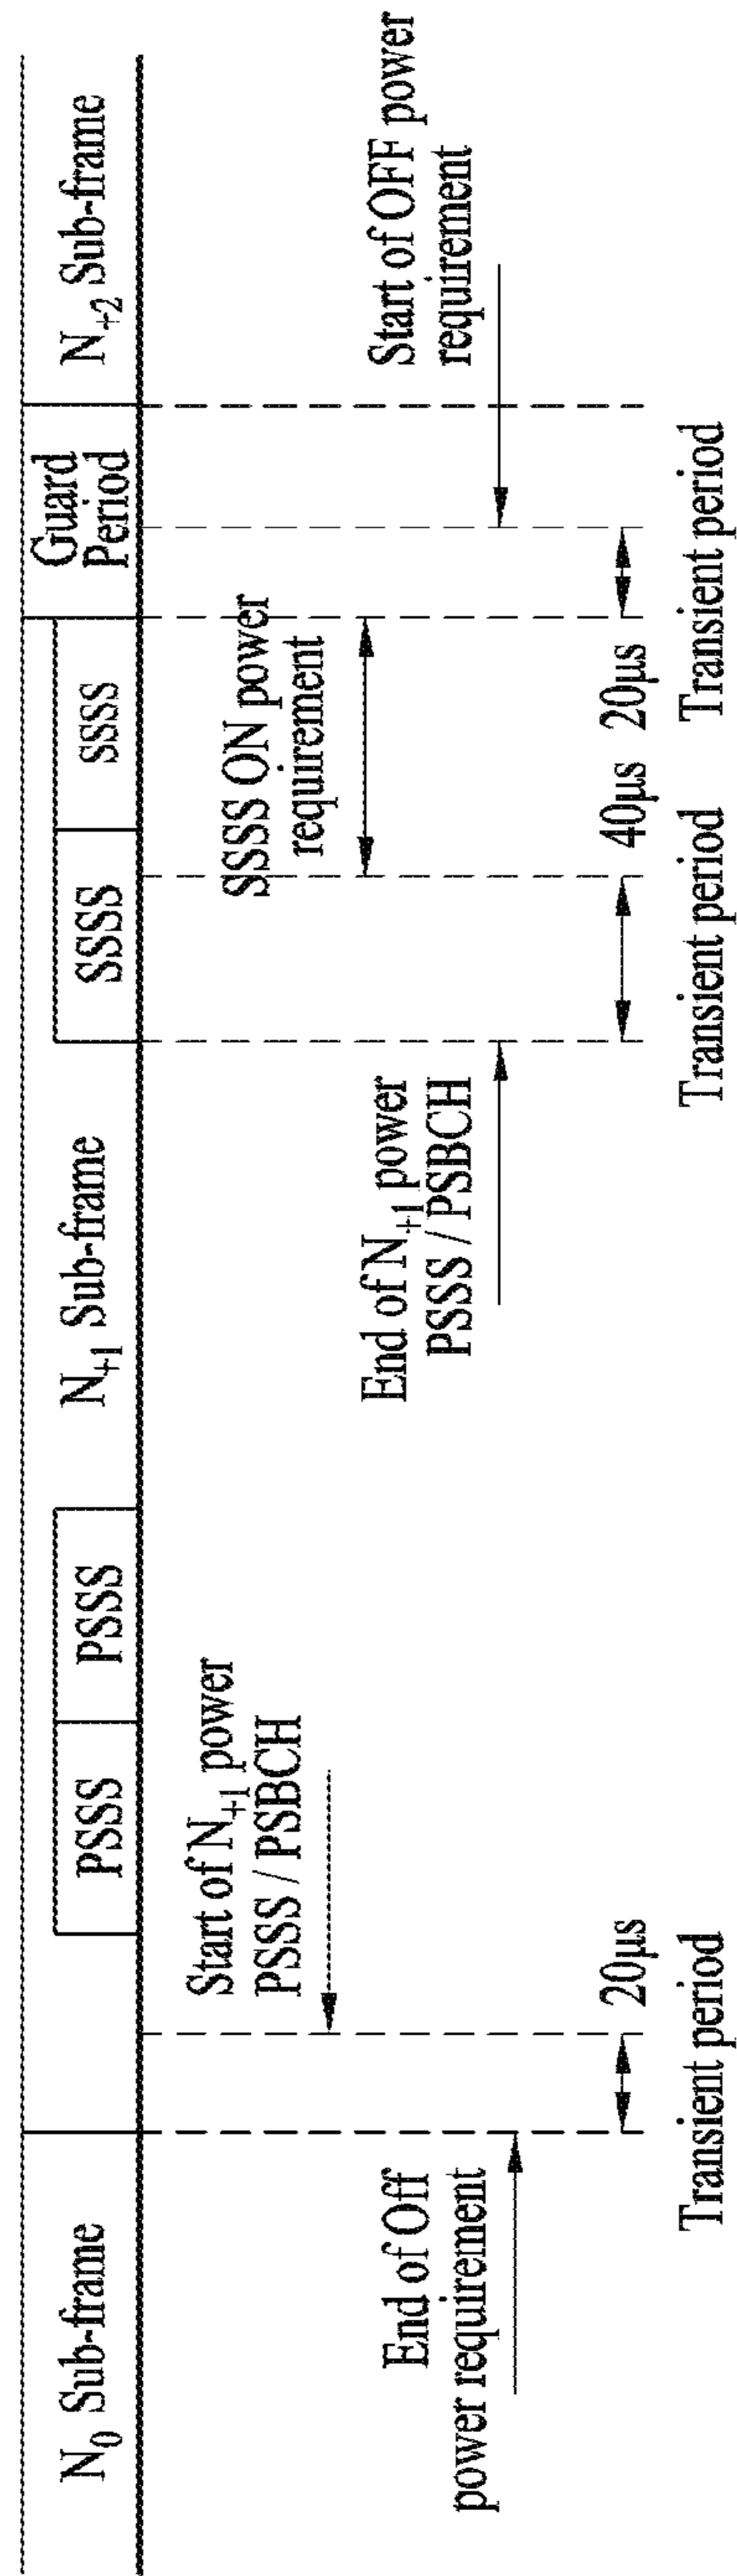 N0 Sub-frame
PSSS
PSSS
N+1 Sub-frame
SSSS
SSSS
Guard
Period
N+2 Sub-frame
Start of N+1 power
PSSS / PSBCH
SSSS ON power
requirement
End of Off
power requirement
End of N+1 power
PSSS / PSBCH
Start of OFF power
requirement
20μs
Transient period
40μs
Transient period
20μs
Transient period